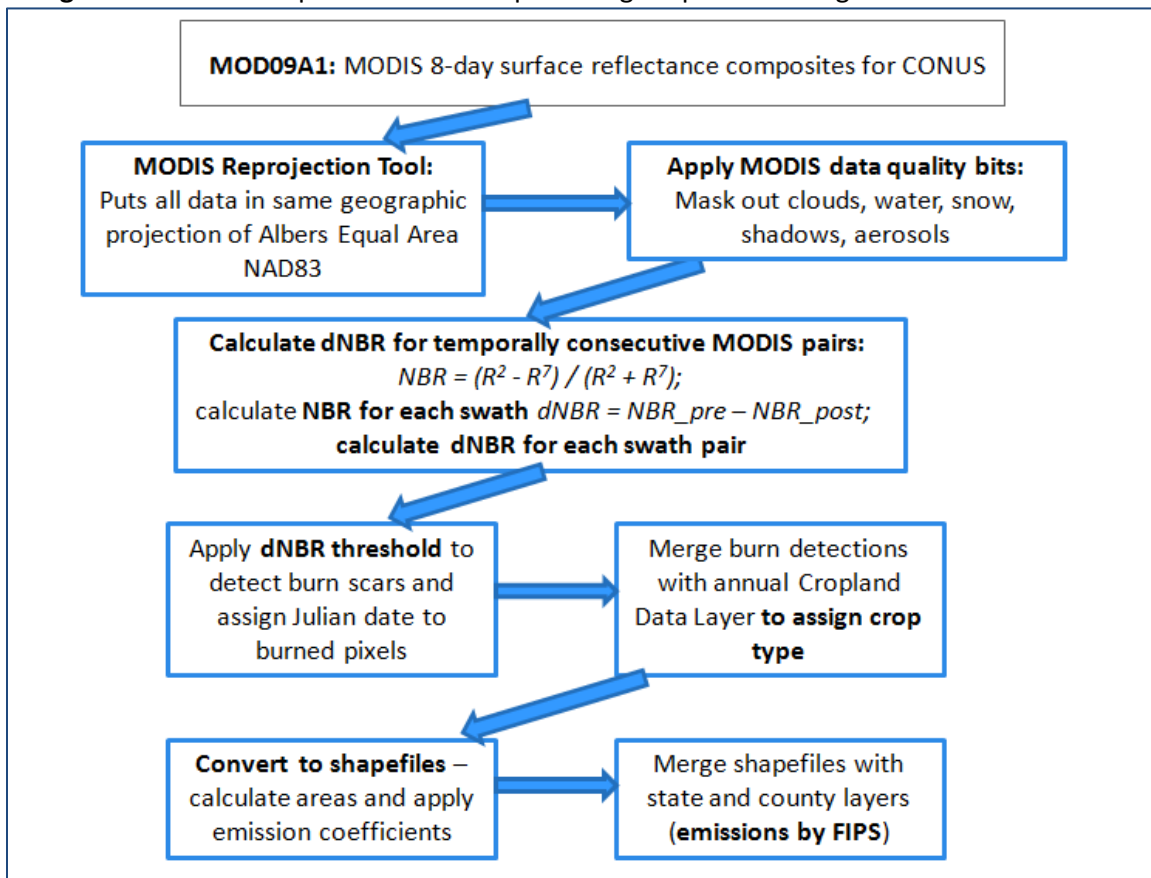 MOD09A1: MODIS 8-day surface reflectance composites for CONUS
MODIS Reprojection Tool:
Puts all data in same geographic
projection of Albers Equal Area
NAD83
Apply MODIS data quality bits:
Mask out clouds, water, snow,
shadows, aerosols
Calculate dNBR for temporally consecutive MODIS pairs:
NBR = (R² - R⁷) / (R² + R⁷);
calculate NBR for each swath dNBR = NBR_pre – NBR_post;
calculate dNBR for each swath pair
Apply dNBR threshold to
detect burn scars and
assign Julian date to
burned pixels
Merge burn detections
with annual Cropland
Data Layer to assign crop
type
Convert to shapefiles –
calculate areas and apply
emission coefficients
Merge shapefiles with
state and county layers
(emissions by FIPS)